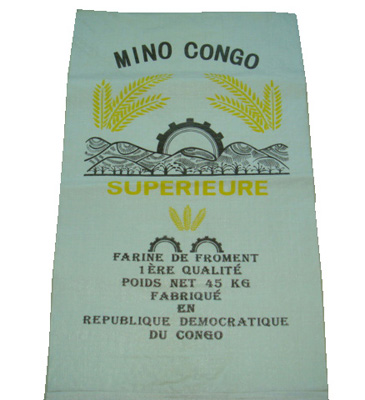 MINO CONGO
SUPERIEURE
FARINE DE FROMENT
1ÈRE QUALITÉ
POIDS NET 45 KG
FABRIQUÉ
EN
REPUBLIQUE DEMOCRATIQUE
DU CONGO